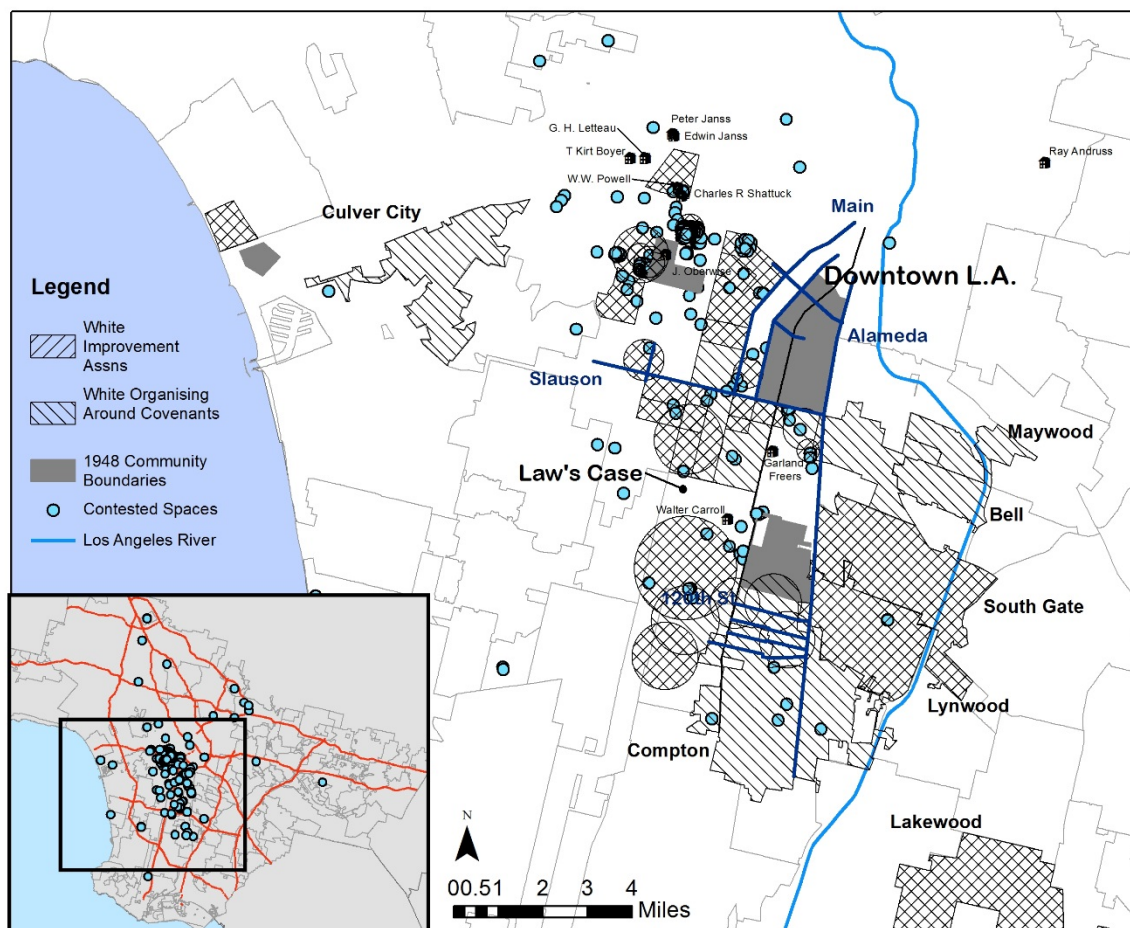 Peter Janss
G. H. Letteau
Edwin Janss
T Kirt Boyer
Ray Andruss
W.W. Powell
Charles R Shattuck
Culver City
Main
J. Oberwise
Downtown L.A.
Legend
White
Improvement
Assns
White Organising
Around Covenants
1948 Community
Boundaries
Contested Spaces
Los Angeles River
Alameda
Slauson
Maywood
Law's Case
Garland
Freers
Walter Carroll
Bell
120th St
South Gate
Lynwood
Compton
Lakewood
N
00.51 2 3 4
Miles